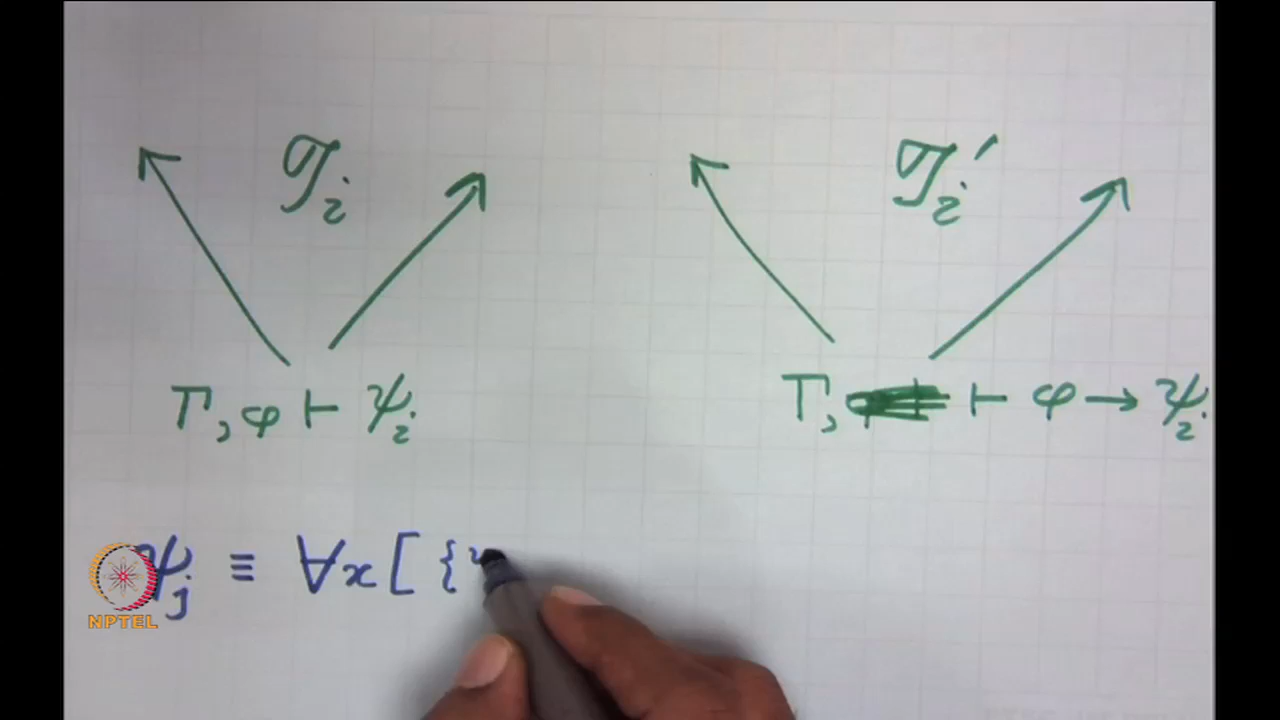 𝒯ᵢ 𝒯ᵢ′
Γ, φ ⊢ ψᵢ Γ, ⊢ φ → ψᵢ
ψⱼ ≡ ∀x [ {
NPTEL